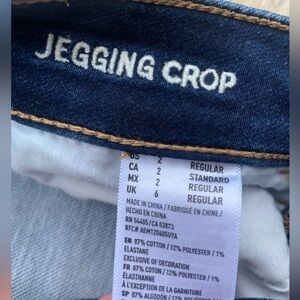 JEGGING CROP
US 2 REGULAR
CA 2 REGULAR
MX 2 STANDARD
UK 6 REGULAR
MADE IN CHINA / FABRIQUÉ EN CHINE /
HECHO EN CHINA
RN 54485/CA 03873
RFC# AEM120605UFA
EN 87% COTTON / 12% POLYESTER / 1%
ELASTANE
EXCLUSIVE OF DECORATION
FR 87% COTON / 12% POLYESTER / 1%
ÉLASTHANNE
À L'EXCEPTION DE LA GARNITURE
SP 87% ALGODÓN / 12% POLIÉSTER / 1%